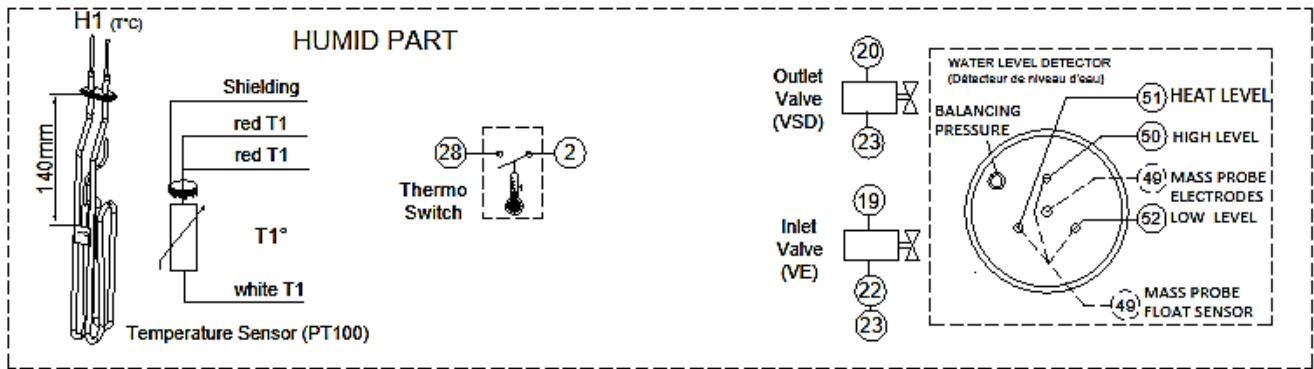 H1 (T°C)
HUMID PART
140mm
Shielding
red T1
red T1
T1°
white T1
Temperature Sensor (PT100)
28
2
Thermo
Switch
20
Outlet
Valve
(VSD)
23
19
Inlet
Valve
(VE)
22
23
WATER LEVEL DETECTOR
(Détecteur de niveau d'eau)
BALANCING
PRESSURE
51 HEAT LEVEL
50 HIGH LEVEL
49 MASS PROBE
ELECTRODES
52 LOW LEVEL
49 MASS PROBE
FLOAT SENSOR